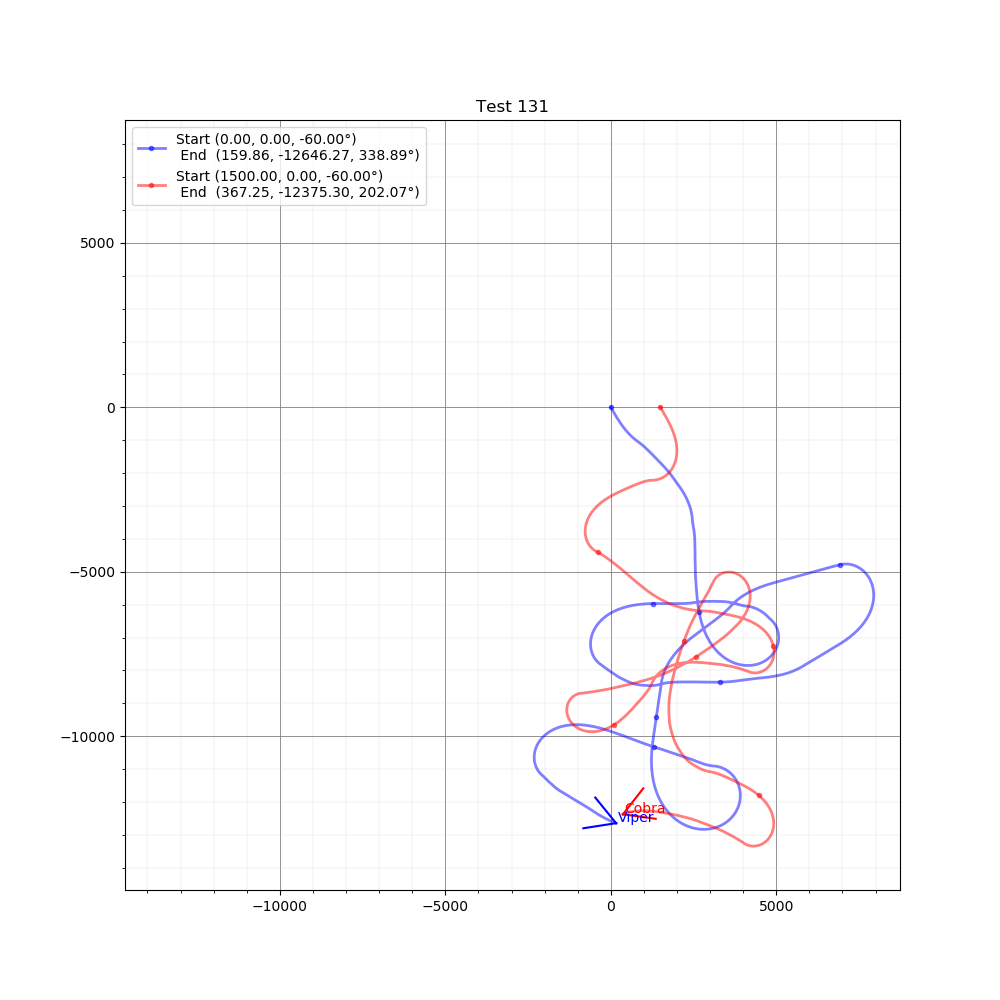 Test 131
Start (0.00, 0.00, -60.00°)
End (159.86, -12646.27, 338.89°)
Start (1500.00, 0.00, -60.00°)
End (367.25, -12375.30, 202.07°)
5000
0
−5000
−10000
Cobra
Viper
−10000
−5000
0
5000